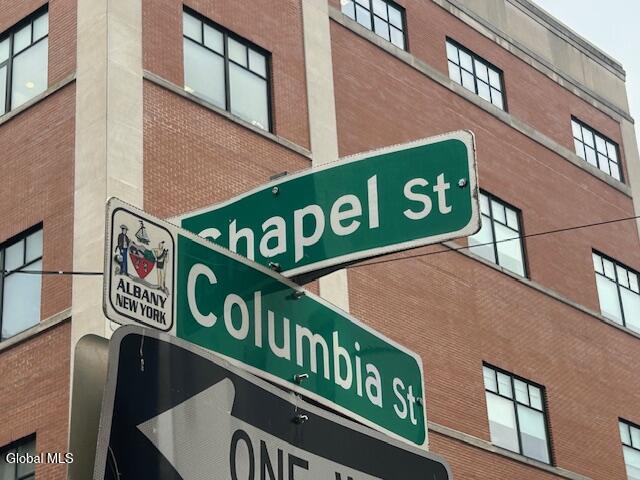 Chapel St
ALBANY
NEW YORK
Columbia St
ONE
Global MLS